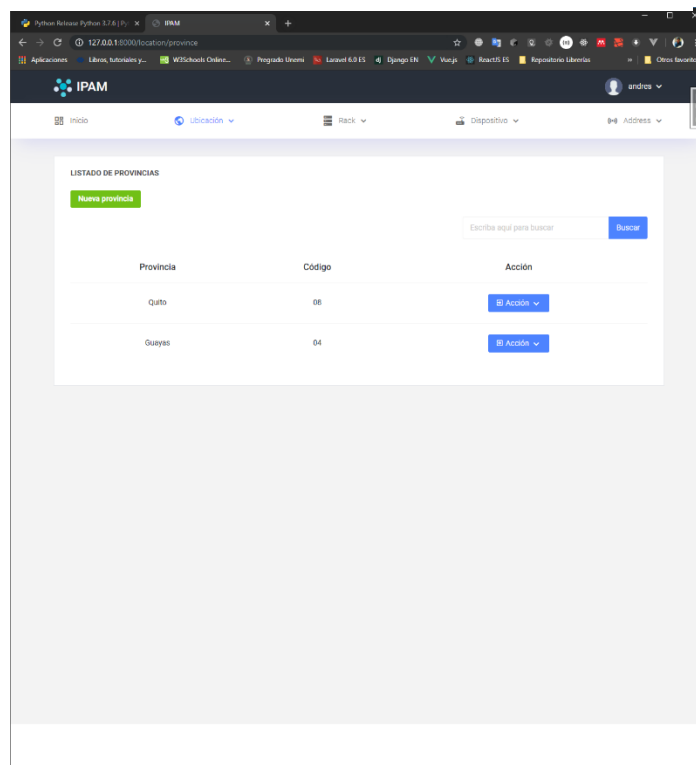 Python Release Python 3.7.6 | Pyt
IPAM
127.0.0.1:8000/location/province
Aplicaciones
Libros, tutoriales y...
W3Schools Online...
Pregrado Unemi
Laravel 6.0 ES
Django EN
Vue.js
ReactJS ES
Repositorio Librerías
Otros favorito
IPAM
andres
Inicio
Ubicación
Rack
Dispositivo
Address
LISTADO DE PROVINCIAS
Nueva provincia
Escriba aquí para buscar
Buscar
Provincia Código Acción
Quito 08 Acción
Guayas 04 Acción